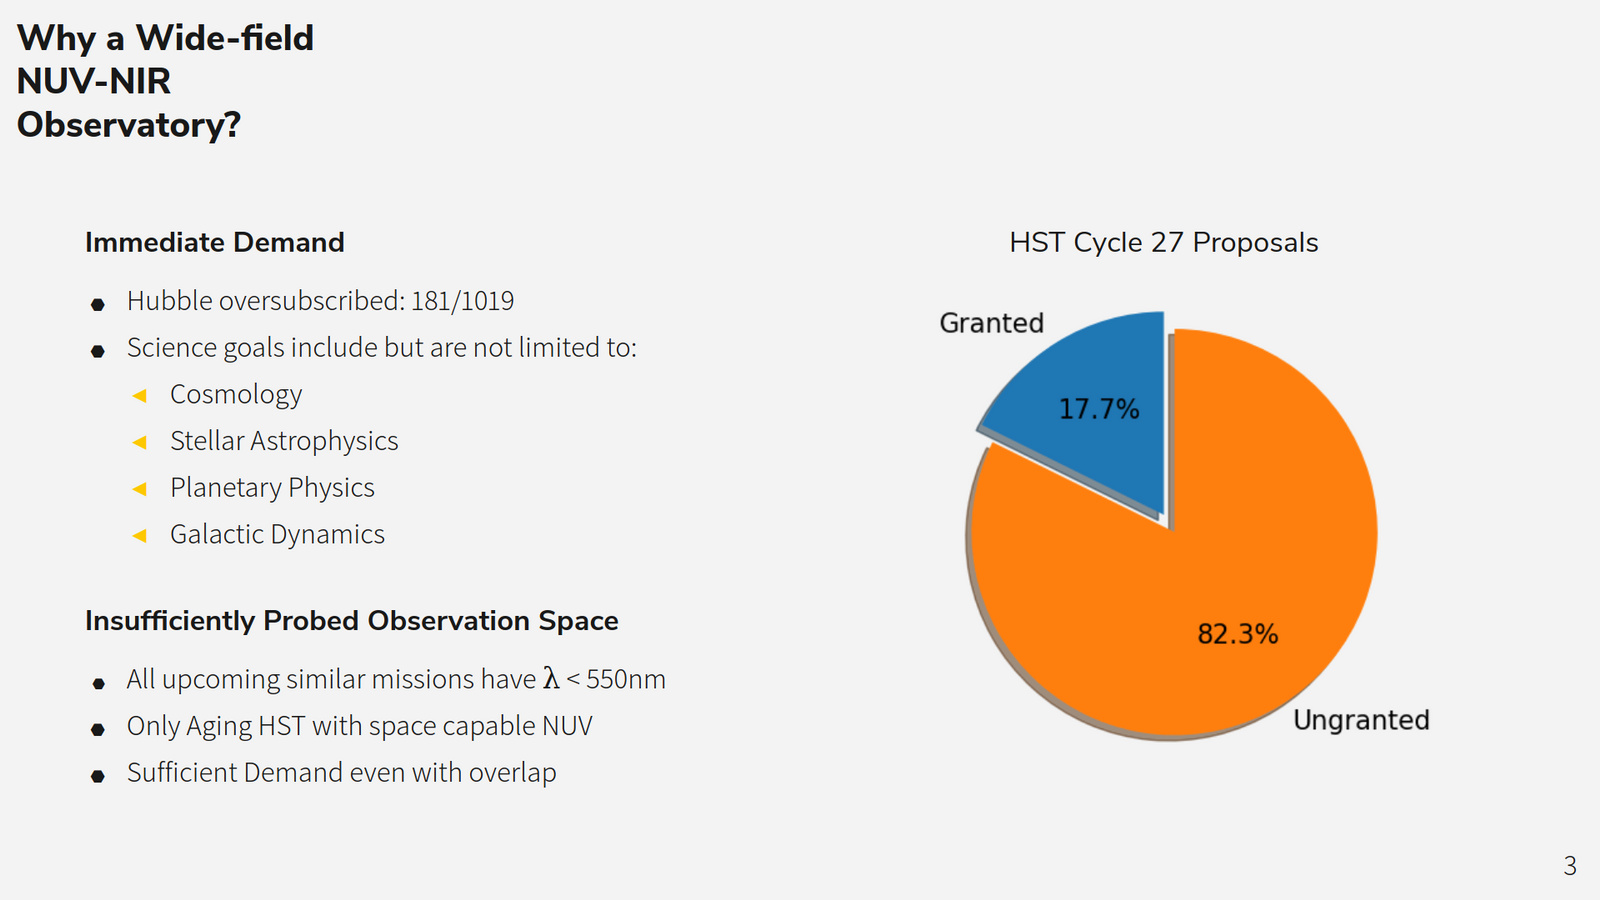 Why a Wide-field
NUV-NIR
Observatory?
Immediate Demand
Hubble oversubscribed: 181/1019
Science goals include but are not limited to:
Cosmology
Stellar Astrophysics
Planetary Physics
Galactic Dynamics
Insufficiently Probed Observation Space
All upcoming similar missions have λ < 550nm
Only Aging HST with space capable NUV
Sufficient Demand even with overlap
HST Cycle 27 Proposals
Granted
17.7%
82.3%
Ungranted
3